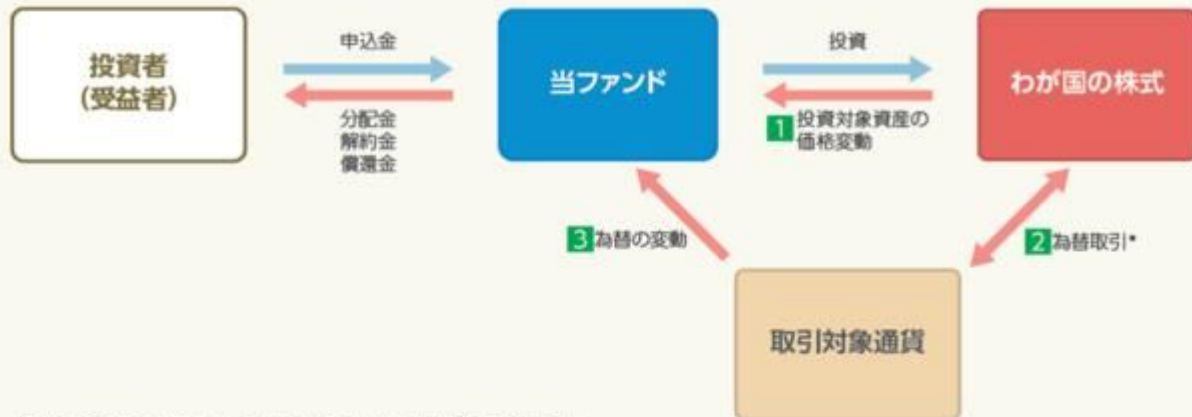 投資者
(受益者)
申込金
分配金
解約金
償還金
当ファンド
投資
1 投資対象資産の
価格変動
わが国の株式
3 為替の変動
2 為替取引*
取引対象通貨